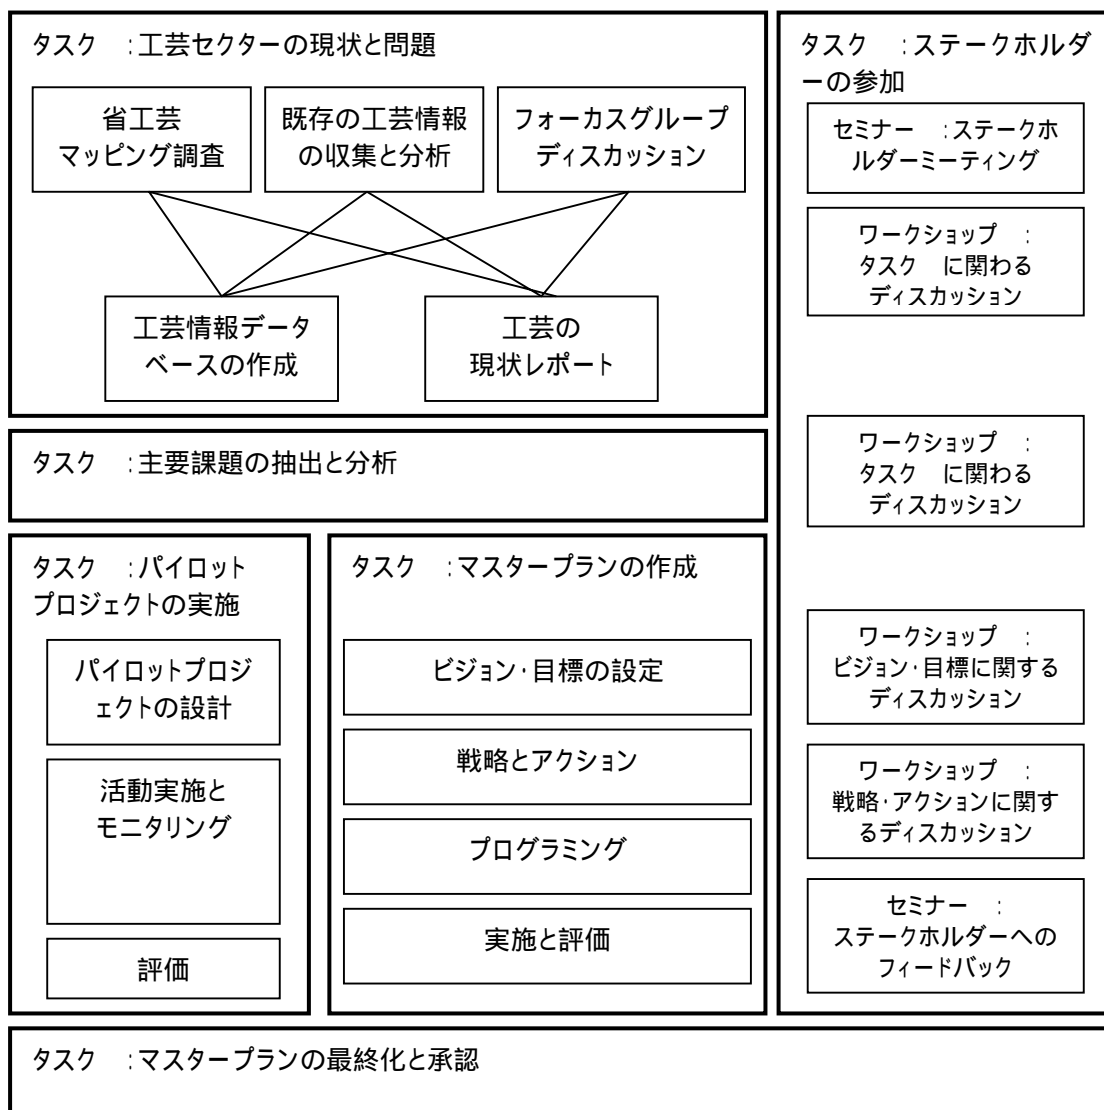 タスク　:工芸セクターの現状と問題
省工芸
マッピング調査
既存の工芸情報
の収集と分析
フォーカスグループ
ディスカッション
工芸情報データ
ベースの作成
工芸の
現状レポート
タスク　:主要課題の抽出と分析
タスク　:パイロット
プロジェクトの実施
パイロットプロジ
ェクトの設計
活動実施と
モニタリング
評価
タスク　:マスタープランの作成
ビジョン・目標の設定
戦略とアクション
プログラミング
実施と評価
タスク　:ステークホルダ
ーの参加
セミナー　:ステークホ
ルダーミーティング
ワークショップ　:
タスク　に関わる
ディスカッション
ワークショップ　:
タスク　に関わる
ディスカッション
ワークショップ　:
ビジョン・目標に関する
ディスカッション
ワークショップ　:
戦略・アクションに関す
るディスカッション
セミナー　:
ステークホルダーへの
フィードバック
タスク　:マスタープランの最終化と承認